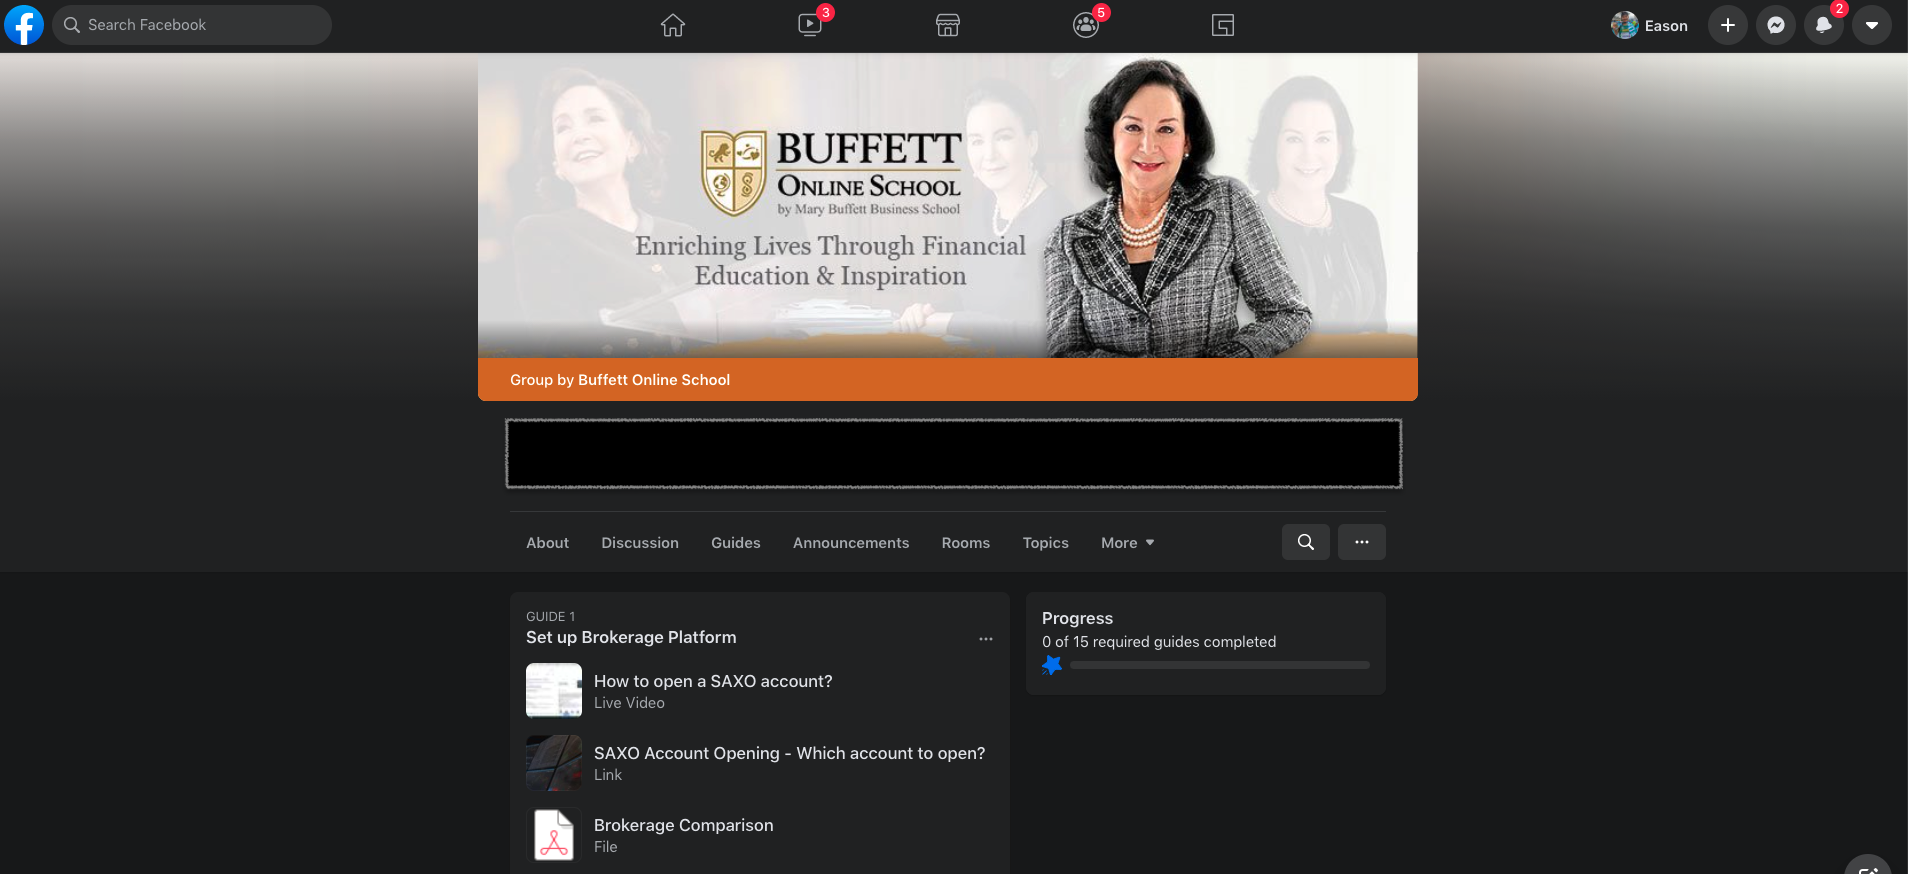 Search Facebook
3
5
Eason
2
BUFFETT
ONLINE SCHOOL
by Mary Buffett Business School
Enriching Lives Through Financial
Education & Inspiration
Group by Buffett Online School
About
Discussion
Guides
Announcements
Rooms
Topics
More
GUIDE 1
Set up Brokerage Platform
How to open a SAXO account?
Live Video
SAXO Account Opening - Which account to open?
Link
Brokerage Comparison
File
Progress
0 of 15 required guides completed